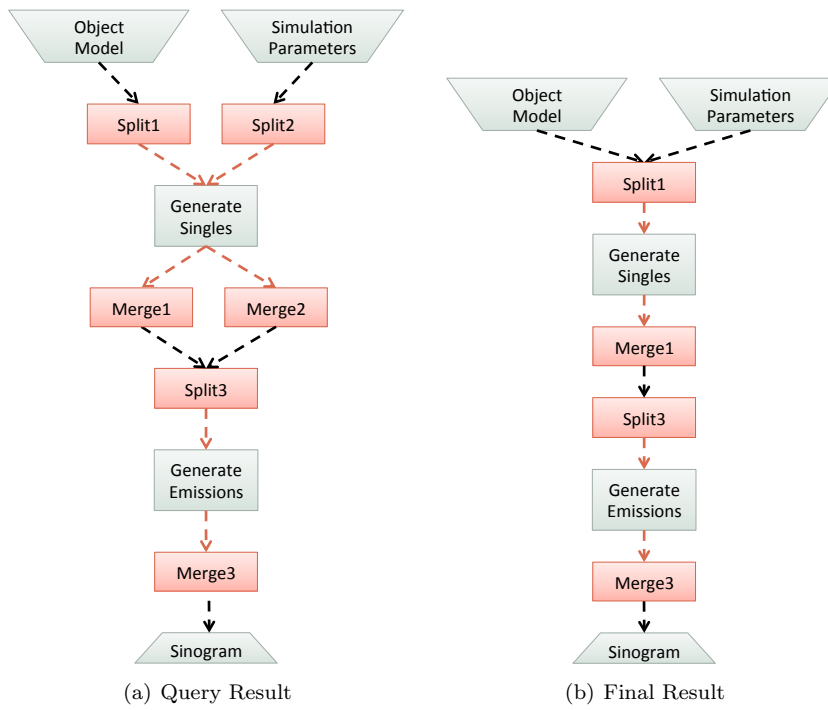 Object
Model
Simulation
Parameters
Split1
Split2
Generate
Singles
Merge1
Merge2
Split3
Generate
Emissions
Merge3
Sinogram
(a) Query Result
Object
Model
Simulation
Parameters
Split1
Generate
Singles
Merge1
Split3
Generate
Emissions
Merge3
Sinogram
(b) Final Result